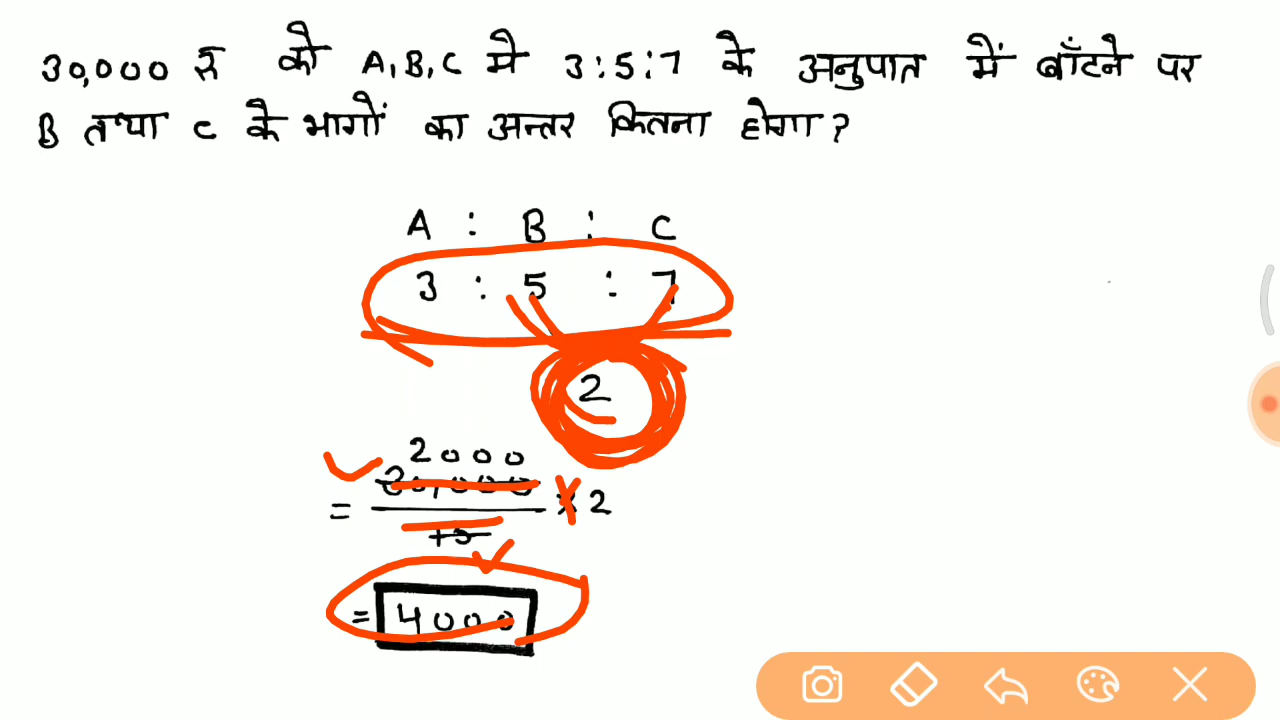 30,000 रु को A, B, C मे 3:5:7 के अनुपात में बाँटने पर
B तथा C के भागों का अन्तर कितना होगा?
A : B : C
3 : 5 : 7
2
2000
= 30,000 / 15 × 2
= 4000